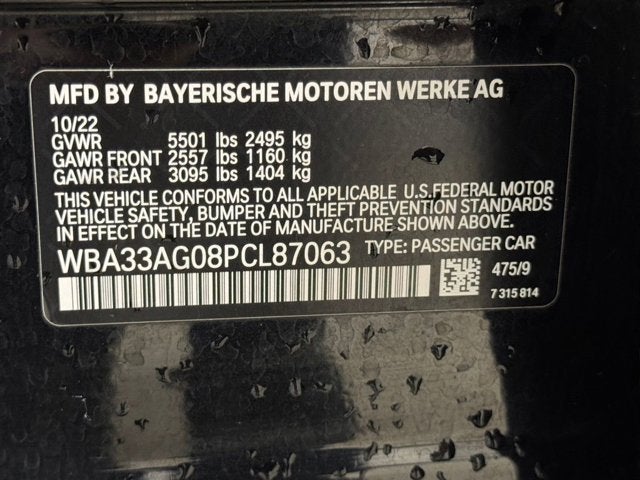 MFD BY BAYERISCHE MOTOREN WERKE AG
10/22
GVWR 5501 lbs 2495 kg
GAWR FRONT 2557 lbs 1160 kg
GAWR REAR 3095 lbs 1404 kg
THIS VEHICLE CONFORMS TO ALL APPLICABLE U.S.FEDERAL MOTOR
VEHICLE SAFETY, BUMPER AND THEFT PREVENTION STANDARDS
IN EFFECT ON THE DATE OF MANUFACTURE SHOWN ABOVE.
WBA33AG08PCL87063 TYPE: PASSENGER CAR
475/9
7 315 814